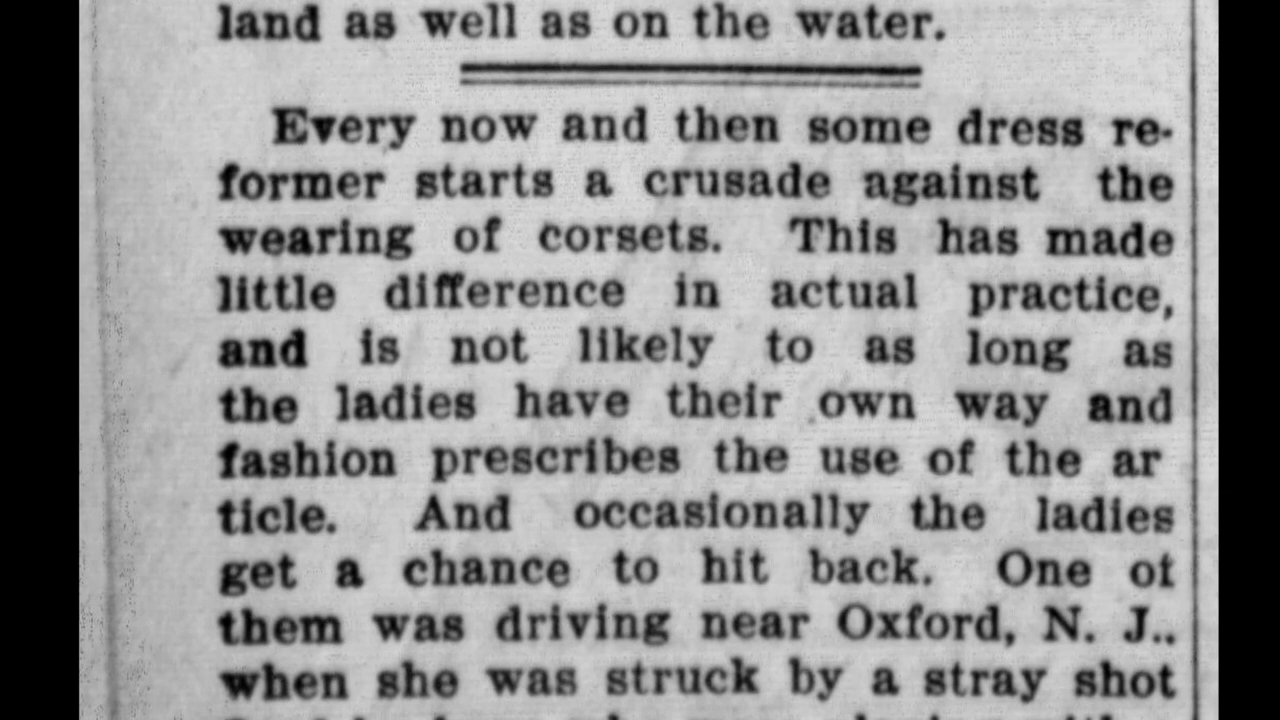 land as well as on the water.
Every now and then some dress re-
former starts a crusade against the
wearing of corsets. This has made
little difference in actual practice,
and is not likely to as long as
the ladies have their own way and
fashion prescribes the use of the ar
ticle. And occasionally the ladies
get a chance to hit back. One of
them was driving near Oxford, N. J..
when she was struck by a stray shot